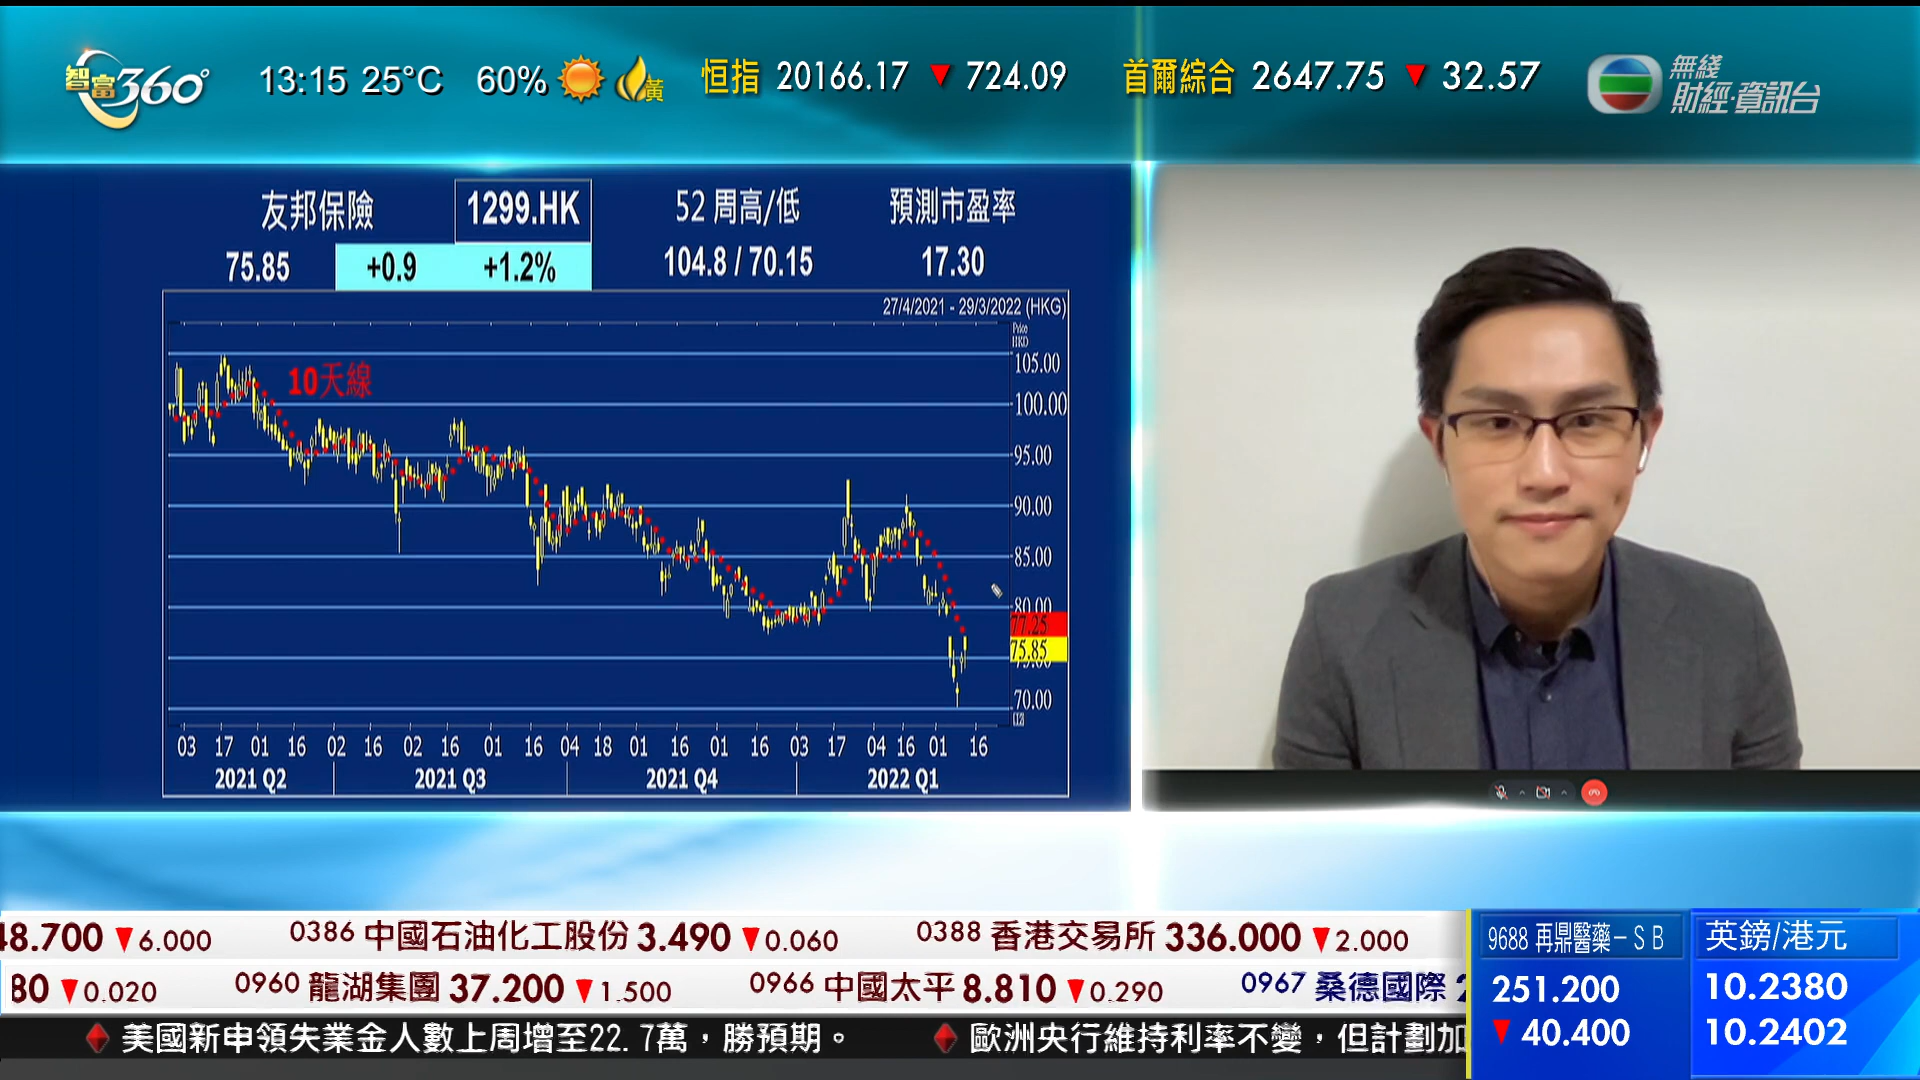 智富360°
13:15 25°C 60% 黃 恒指 20166.17 ▼ 724.09 首爾綜合 2647.75 ▼ 32.57
無綫
財經·資訊台
友邦保險 1299.HK 52 周高/低 預測市盈率
75.85 +0.9 +1.2% 104.8 / 70.15 17.30
27/4/2021 - 29/3/2022 (HKG)
Price
HKD
10天線
105.00
100.00
95.00
90.00
85.00
80.00
77.25
75.85
70.00
03 17 01 16 02 16 02 16 01 16 04 18 01 16 01 16 03 17 04 16 01 16
2021 Q2 2021 Q3 2021 Q4 2022 Q1
48.700 ▼6.000 0386 中國石油化工股份 3.490 ▼0.060 0388 香港交易所 336.000 ▼2.000
80 ▼0.020 0960 龍湖集團 37.200 ▼1.500 0966 中國太平 8.810 ▼0.290 0967 桑德國際
美國新申領失業金人數上周增至22.7萬，勝預期。 歐洲央行維持利率不變，但計劃加
9688 再鼎醫藥－ＳＢ
251.200
▼ 40.400
英鎊/港元
10.2380
10.2402